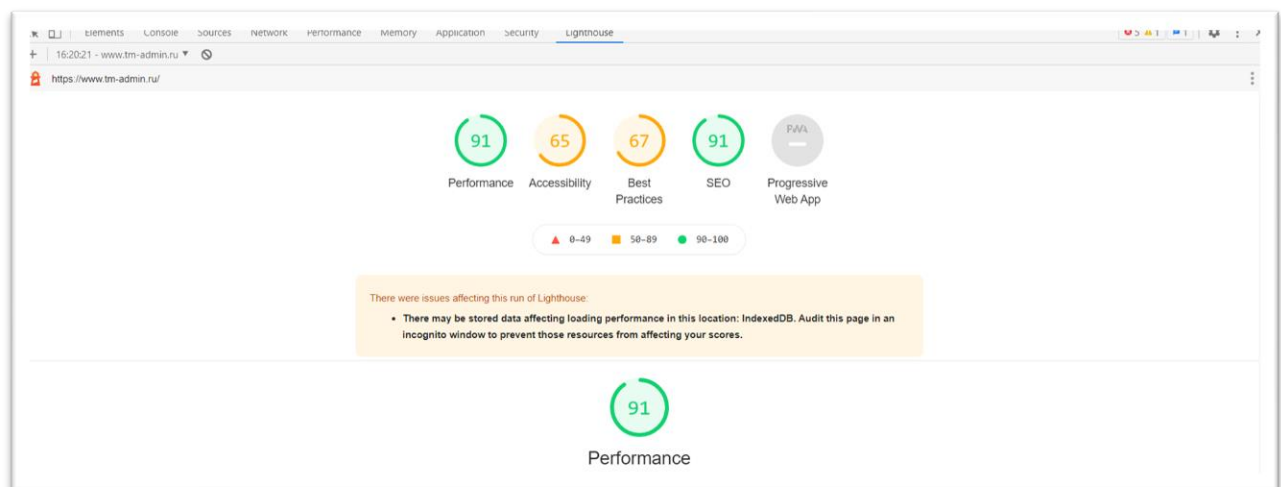 Elements Console Sources Network Performance Memory Application Security Lighthouse 5 1 1
+ 16:20:21 - www.tm-admin.ru
https://www.tm-admin.ru/
91 65 67 91 PWA
Performance Accessibility Best SEO Progressive
Practices Web App
0-49 50-89 90-100
There were issues affecting this run of Lighthouse:
• There may be stored data affecting loading performance in this location: IndexedDB. Audit this page in an
incognito window to prevent those resources from affecting your scores.
91
Performance